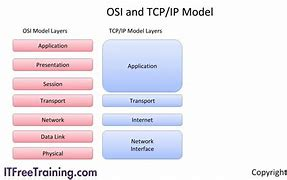 OSI and TCP/IP Model
OSI Model Layers
TCP/IP Model Layers
Application
Presentation
Session
Transport
Network
Data Link
Physical
Application
Transport
Internet
Network
Interface
ITFreeTraining.com
Copyright